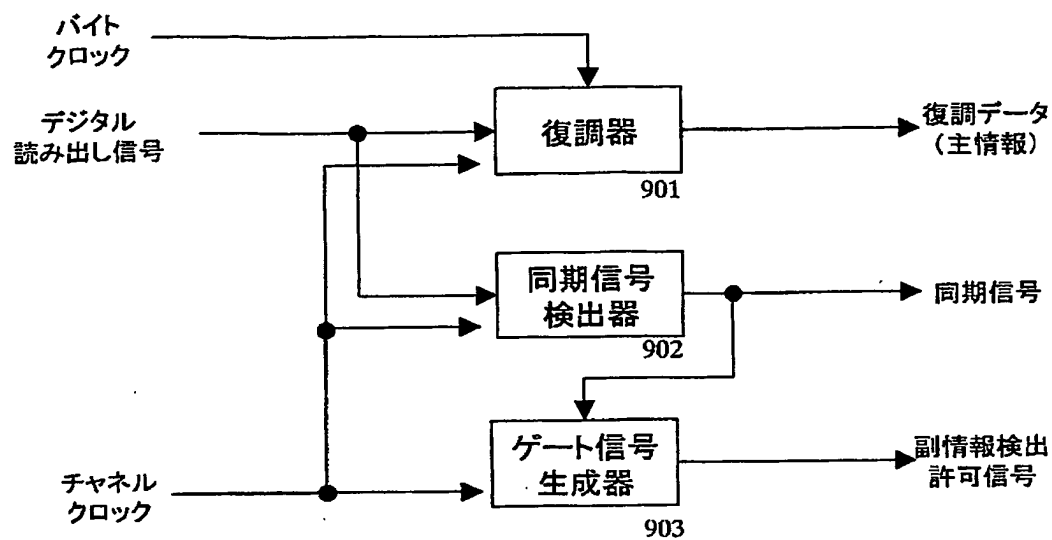 バイト
クロック
デジタル
読み出し信号
復調器
901
復調データ
(主情報)
同期信号
検出器
902
同期信号
ゲート信号
生成器
903
副情報検出
許可信号
チャネル
クロック